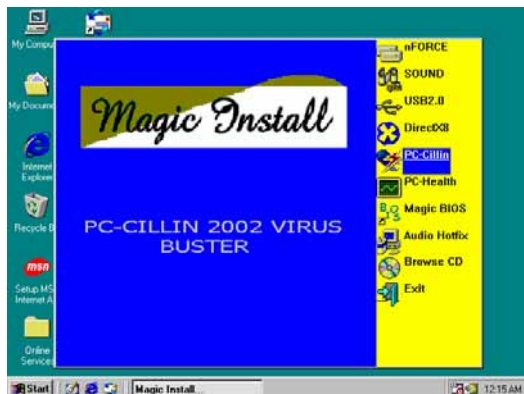 My Compu
My Docume
Internet
Explorer
Recycle B
msn
Setup MS
Internet A
Online
Services
Magic Install
PC-CILLIN 2002 VIRUS
BUSTER
nFORCE
SOUND
USB2.0
DirectX8
PC-Cillin
PC-Health
Magic BIOS
Audio Hotfix
Browse CD
Exit
Start
Magic Install...
12:15 AM